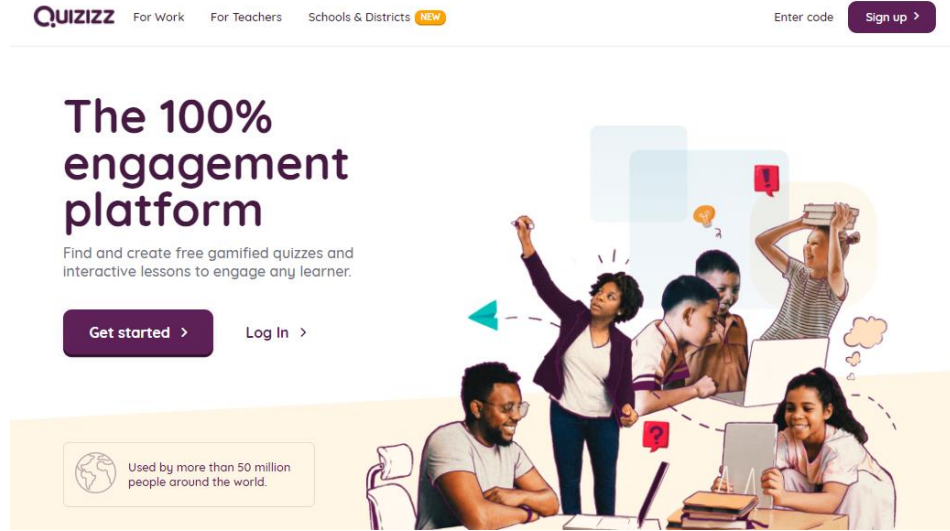 QUIZIZZ
For Work
For Teachers
Schools & Districts NEW
Enter code
Sign up
The 100%
engagement
platform
Find and create free gamified quizzes and
interactive lessons to engage any learner.
Get started
Log In
Used by more than 50 million
people around the world.
!
?